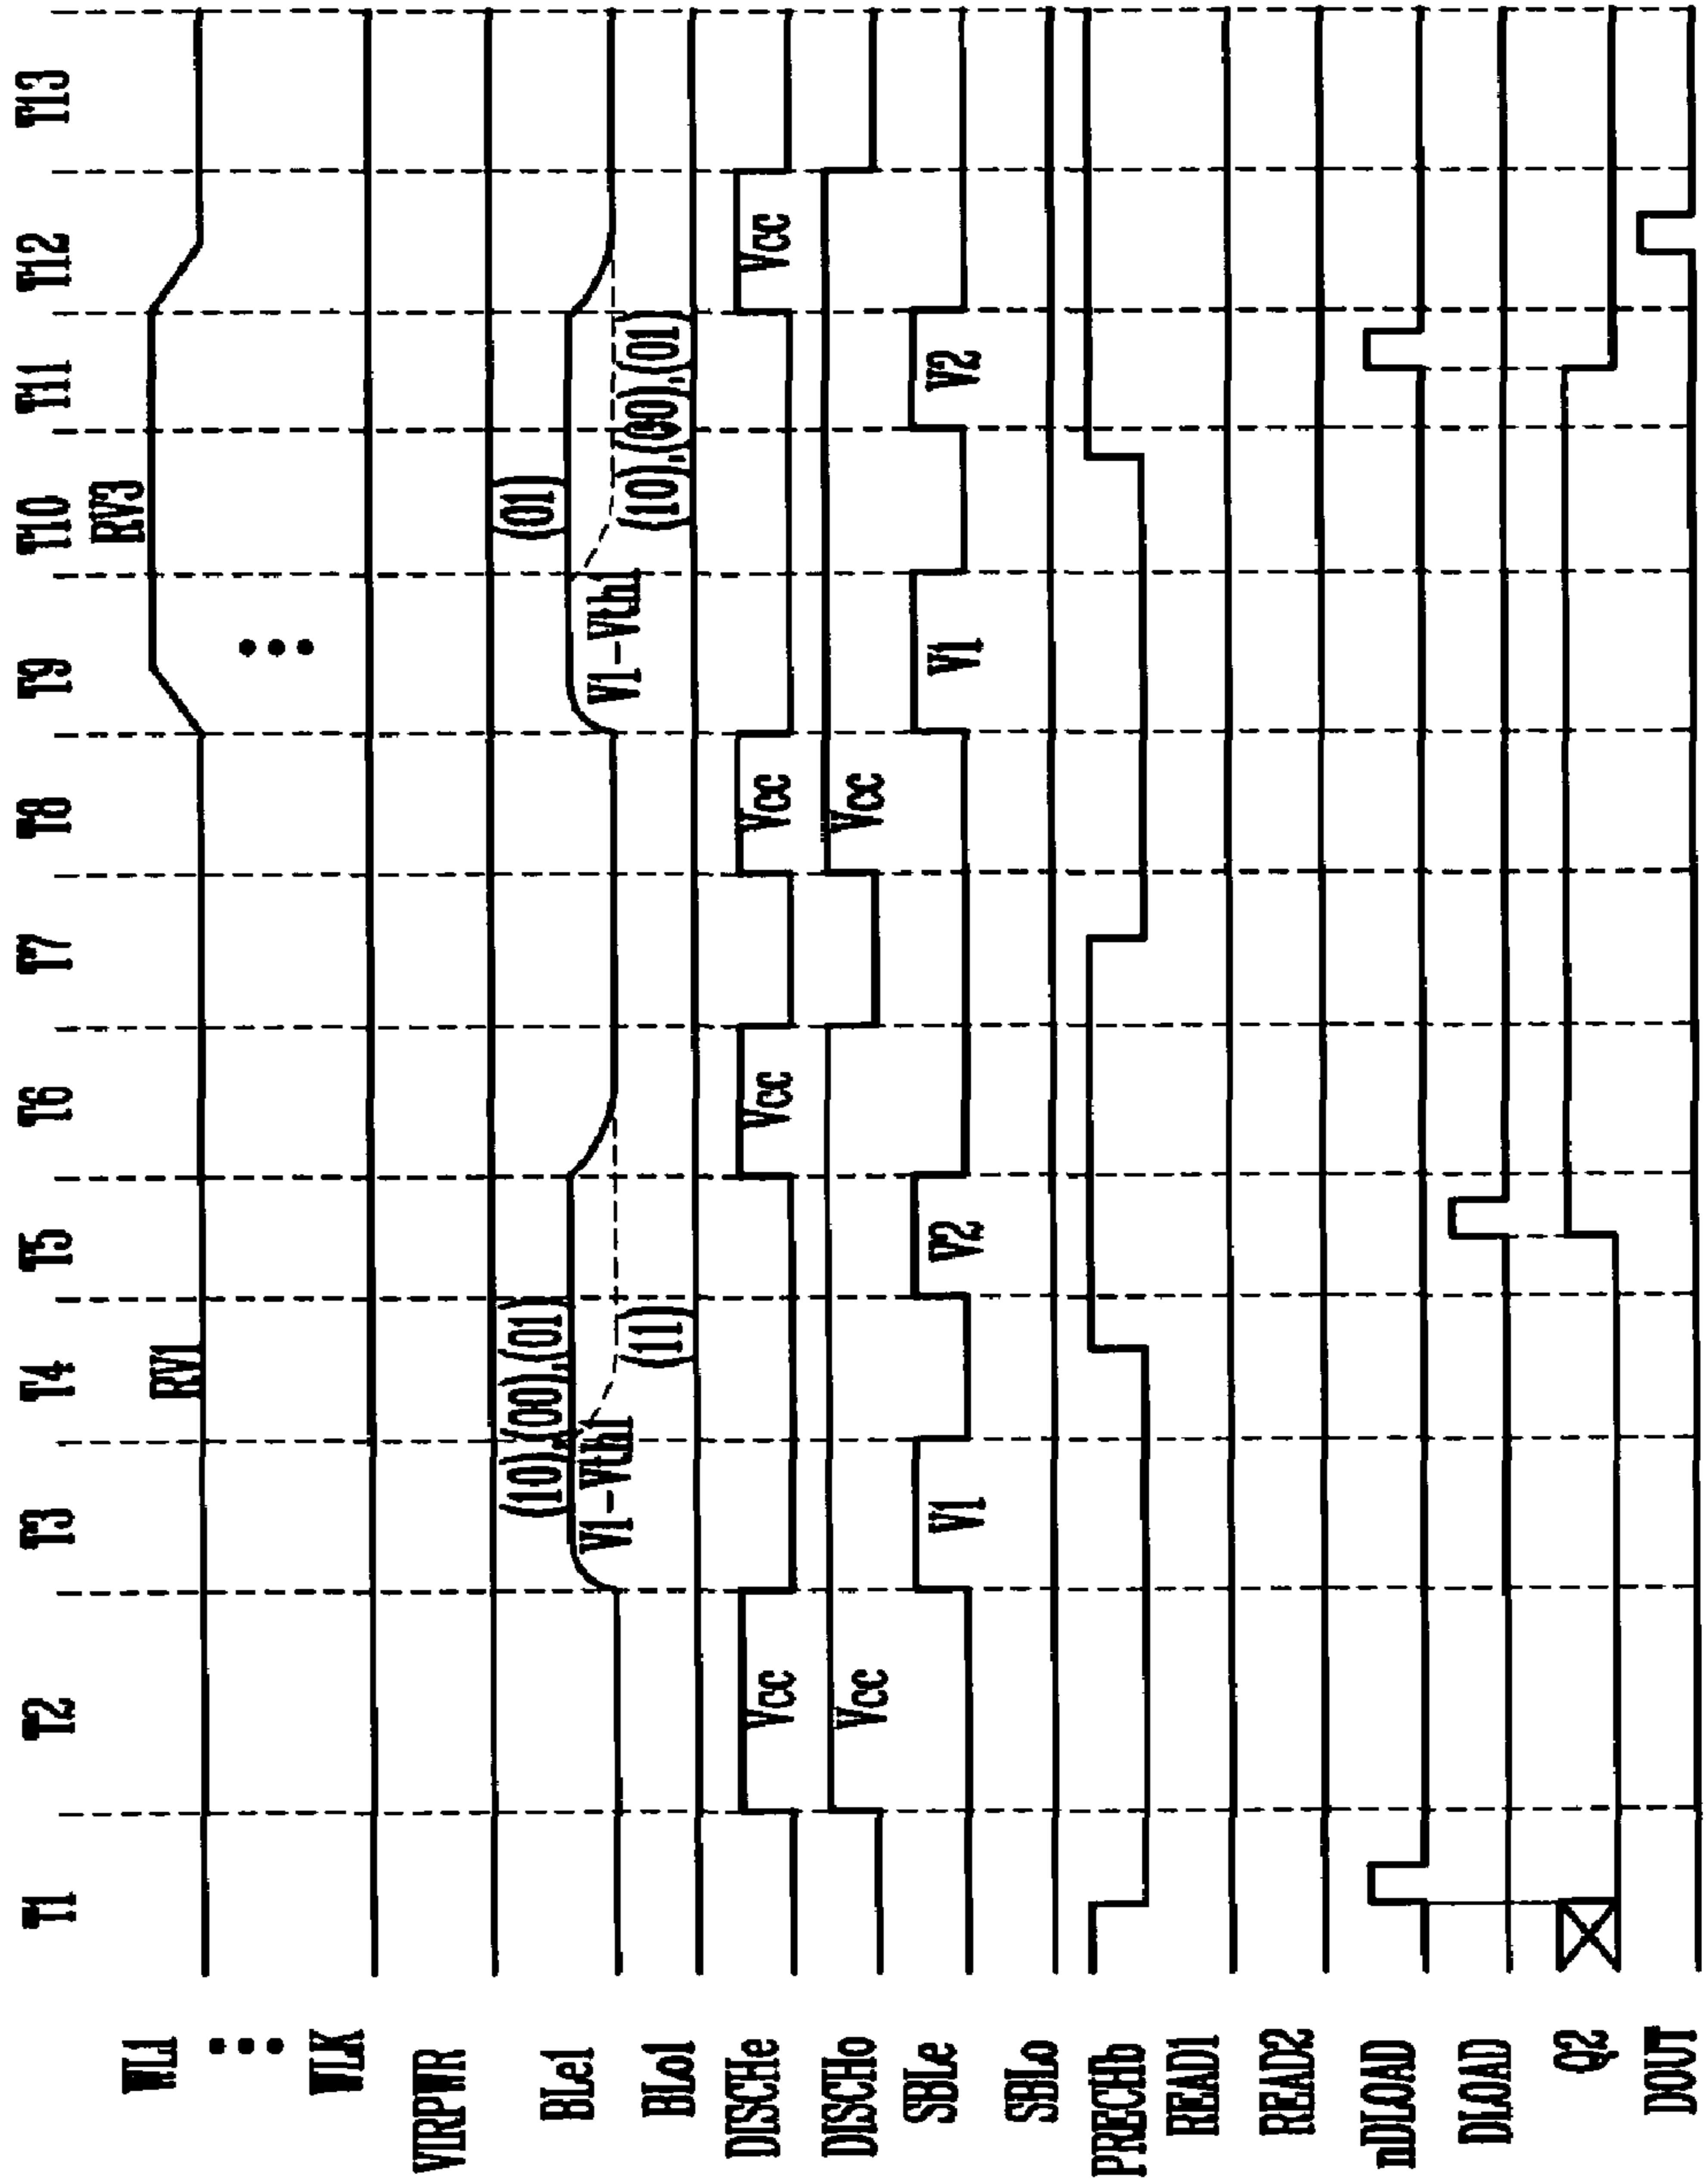 T1 T2 T3 T4 T5 T6 T7 T8 T9 T10 T11 T12 T13
WL1 RV1 RV3
WLK
VIRPWR
(10),(00),(01) (01)
BLe1 V1-Vth1 V1-Vth1
(11) (10),(00),(01)
BLo1
DISCHe Vcc Vcc Vcc Vcc
DISCHo Vcc Vcc
SBLe V1 V2 V1 V2
SBLo
PRECHb
READ1
READ2
nDLOAD
DLOAD
Q2
DOUT